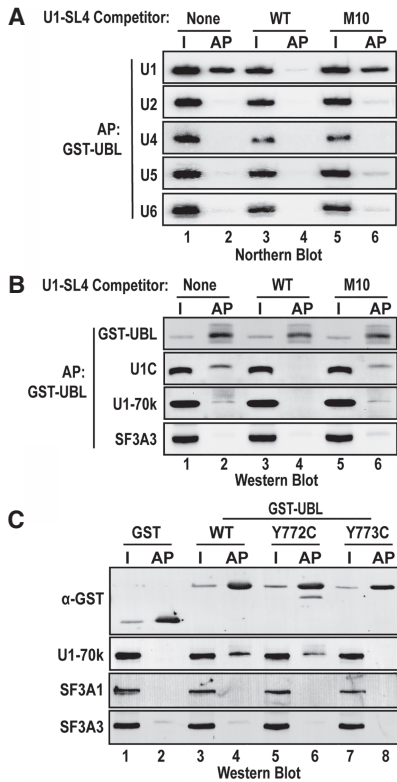 A
U1-SL4 Competitor: None WT M10
I AP I AP I AP
AP:
GST-UBL
U1
U2
U4
U5
U6
1 2 3 4 5 6
Northern Blot
B
U1-SL4 Competitor: None WT M10
I AP I AP I AP
AP:
GST-UBL
GST-UBL
U1C
U1-70k
SF3A3
1 2 3 4 5 6
Western Blot
C
GST-UBL
GST WT Y772C Y773C
I AP I AP I AP I AP
α-GST
U1-70k
SF3A1
SF3A3
1 2 3 4 5 6 7 8
Western Blot